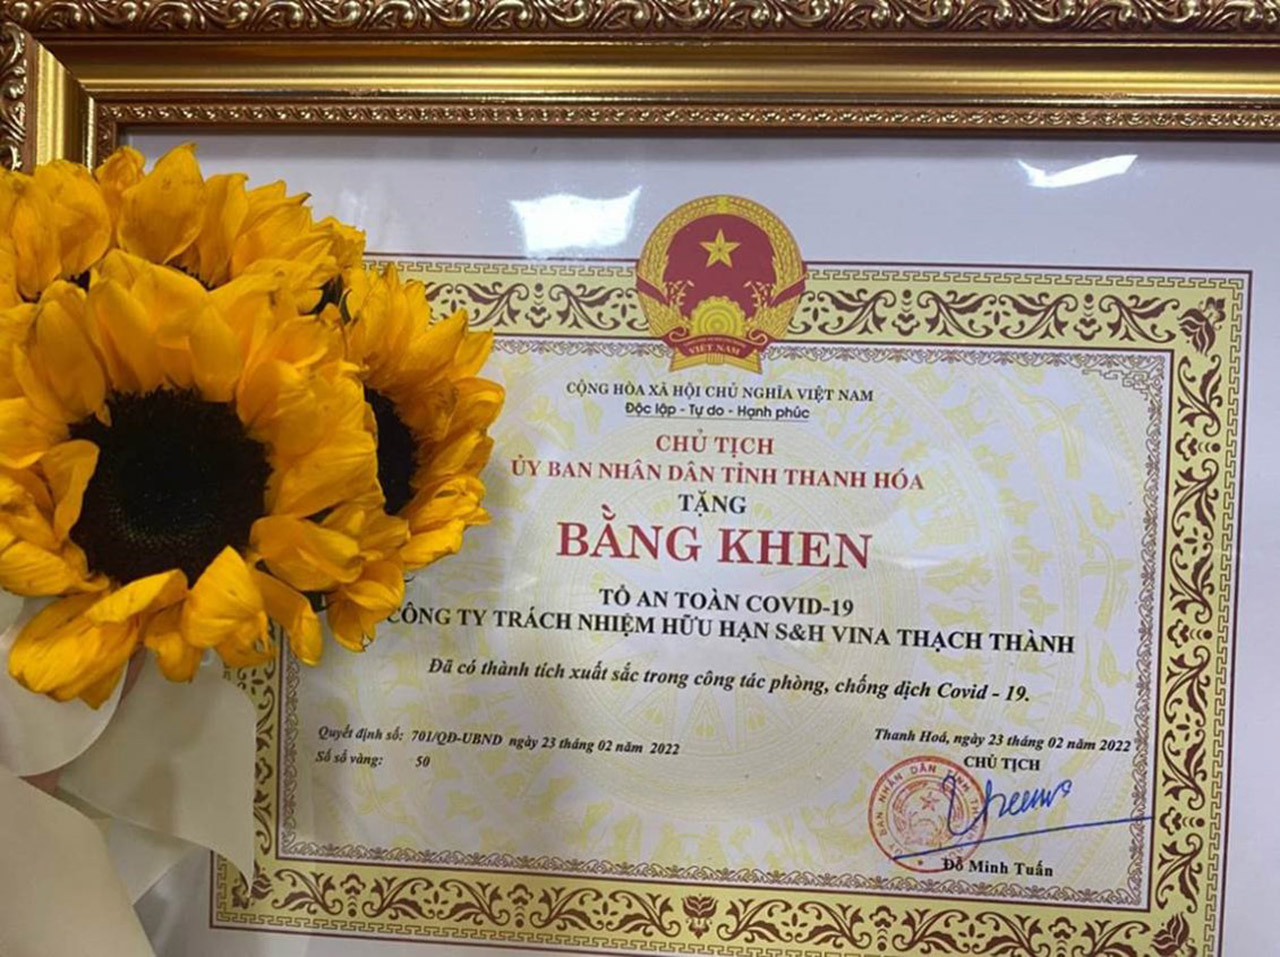 VIỆT NAM
CỘNG HÒA XÃ HỘI CHỦ NGHĨA VIỆT NAM
Độc lập - Tự do - Hạnh phúc
CHỦ TỊCH
ỦY BAN NHÂN DÂN TỈNH THANH HÓA
TẶNG
BẰNG KHEN
TỔ AN TOÀN COVID-19
CÔNG TY TRÁCH NHIỆM HỮU HẠN S&H VINA THẠCH THÀNH
Đã có thành tích xuất sắc trong công tác phòng, chống dịch Covid - 19.
Quyết định số: 701/QĐ-UBND ngày 23 tháng 02 năm 2022
Số sổ vàng: 50
Thanh Hoá, ngày 23 tháng 02 năm 2022
CHỦ TỊCH
BAN NHÂN DÂN TỈNH
Đỗ Minh Tuấn